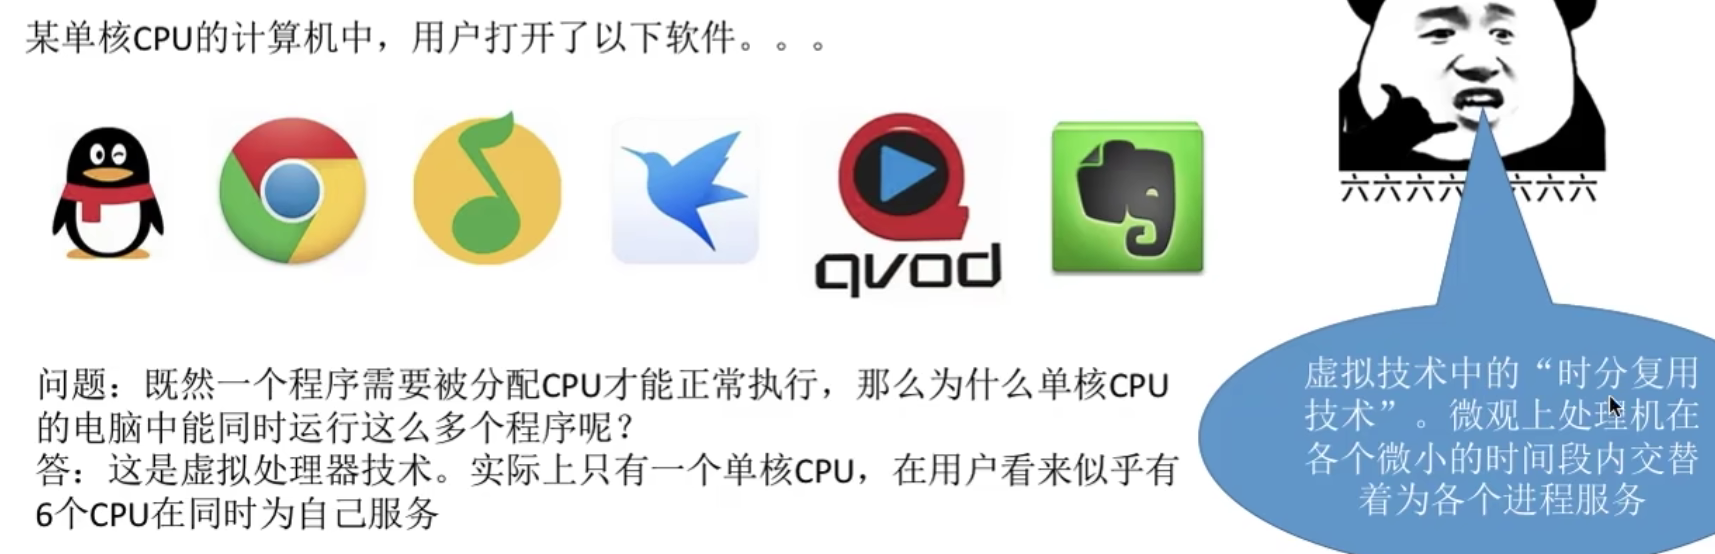 某单核CPU的计算机中，用户打开了以下软件。。。
qvod
六六六六六六六
问题：既然一个程序需要被分配CPU才能正常执行，那么为什么单核CPU
的电脑中能同时运行这么多个程序呢？
答：这是虚拟处理器技术。实际上只有一个单核CPU，在用户看来似乎有
6个CPU在同时为自己服务
虚拟技术中的“时分复用
技术”。微观上处理机在
各个微小的时间段内交替
着为各个进程服务